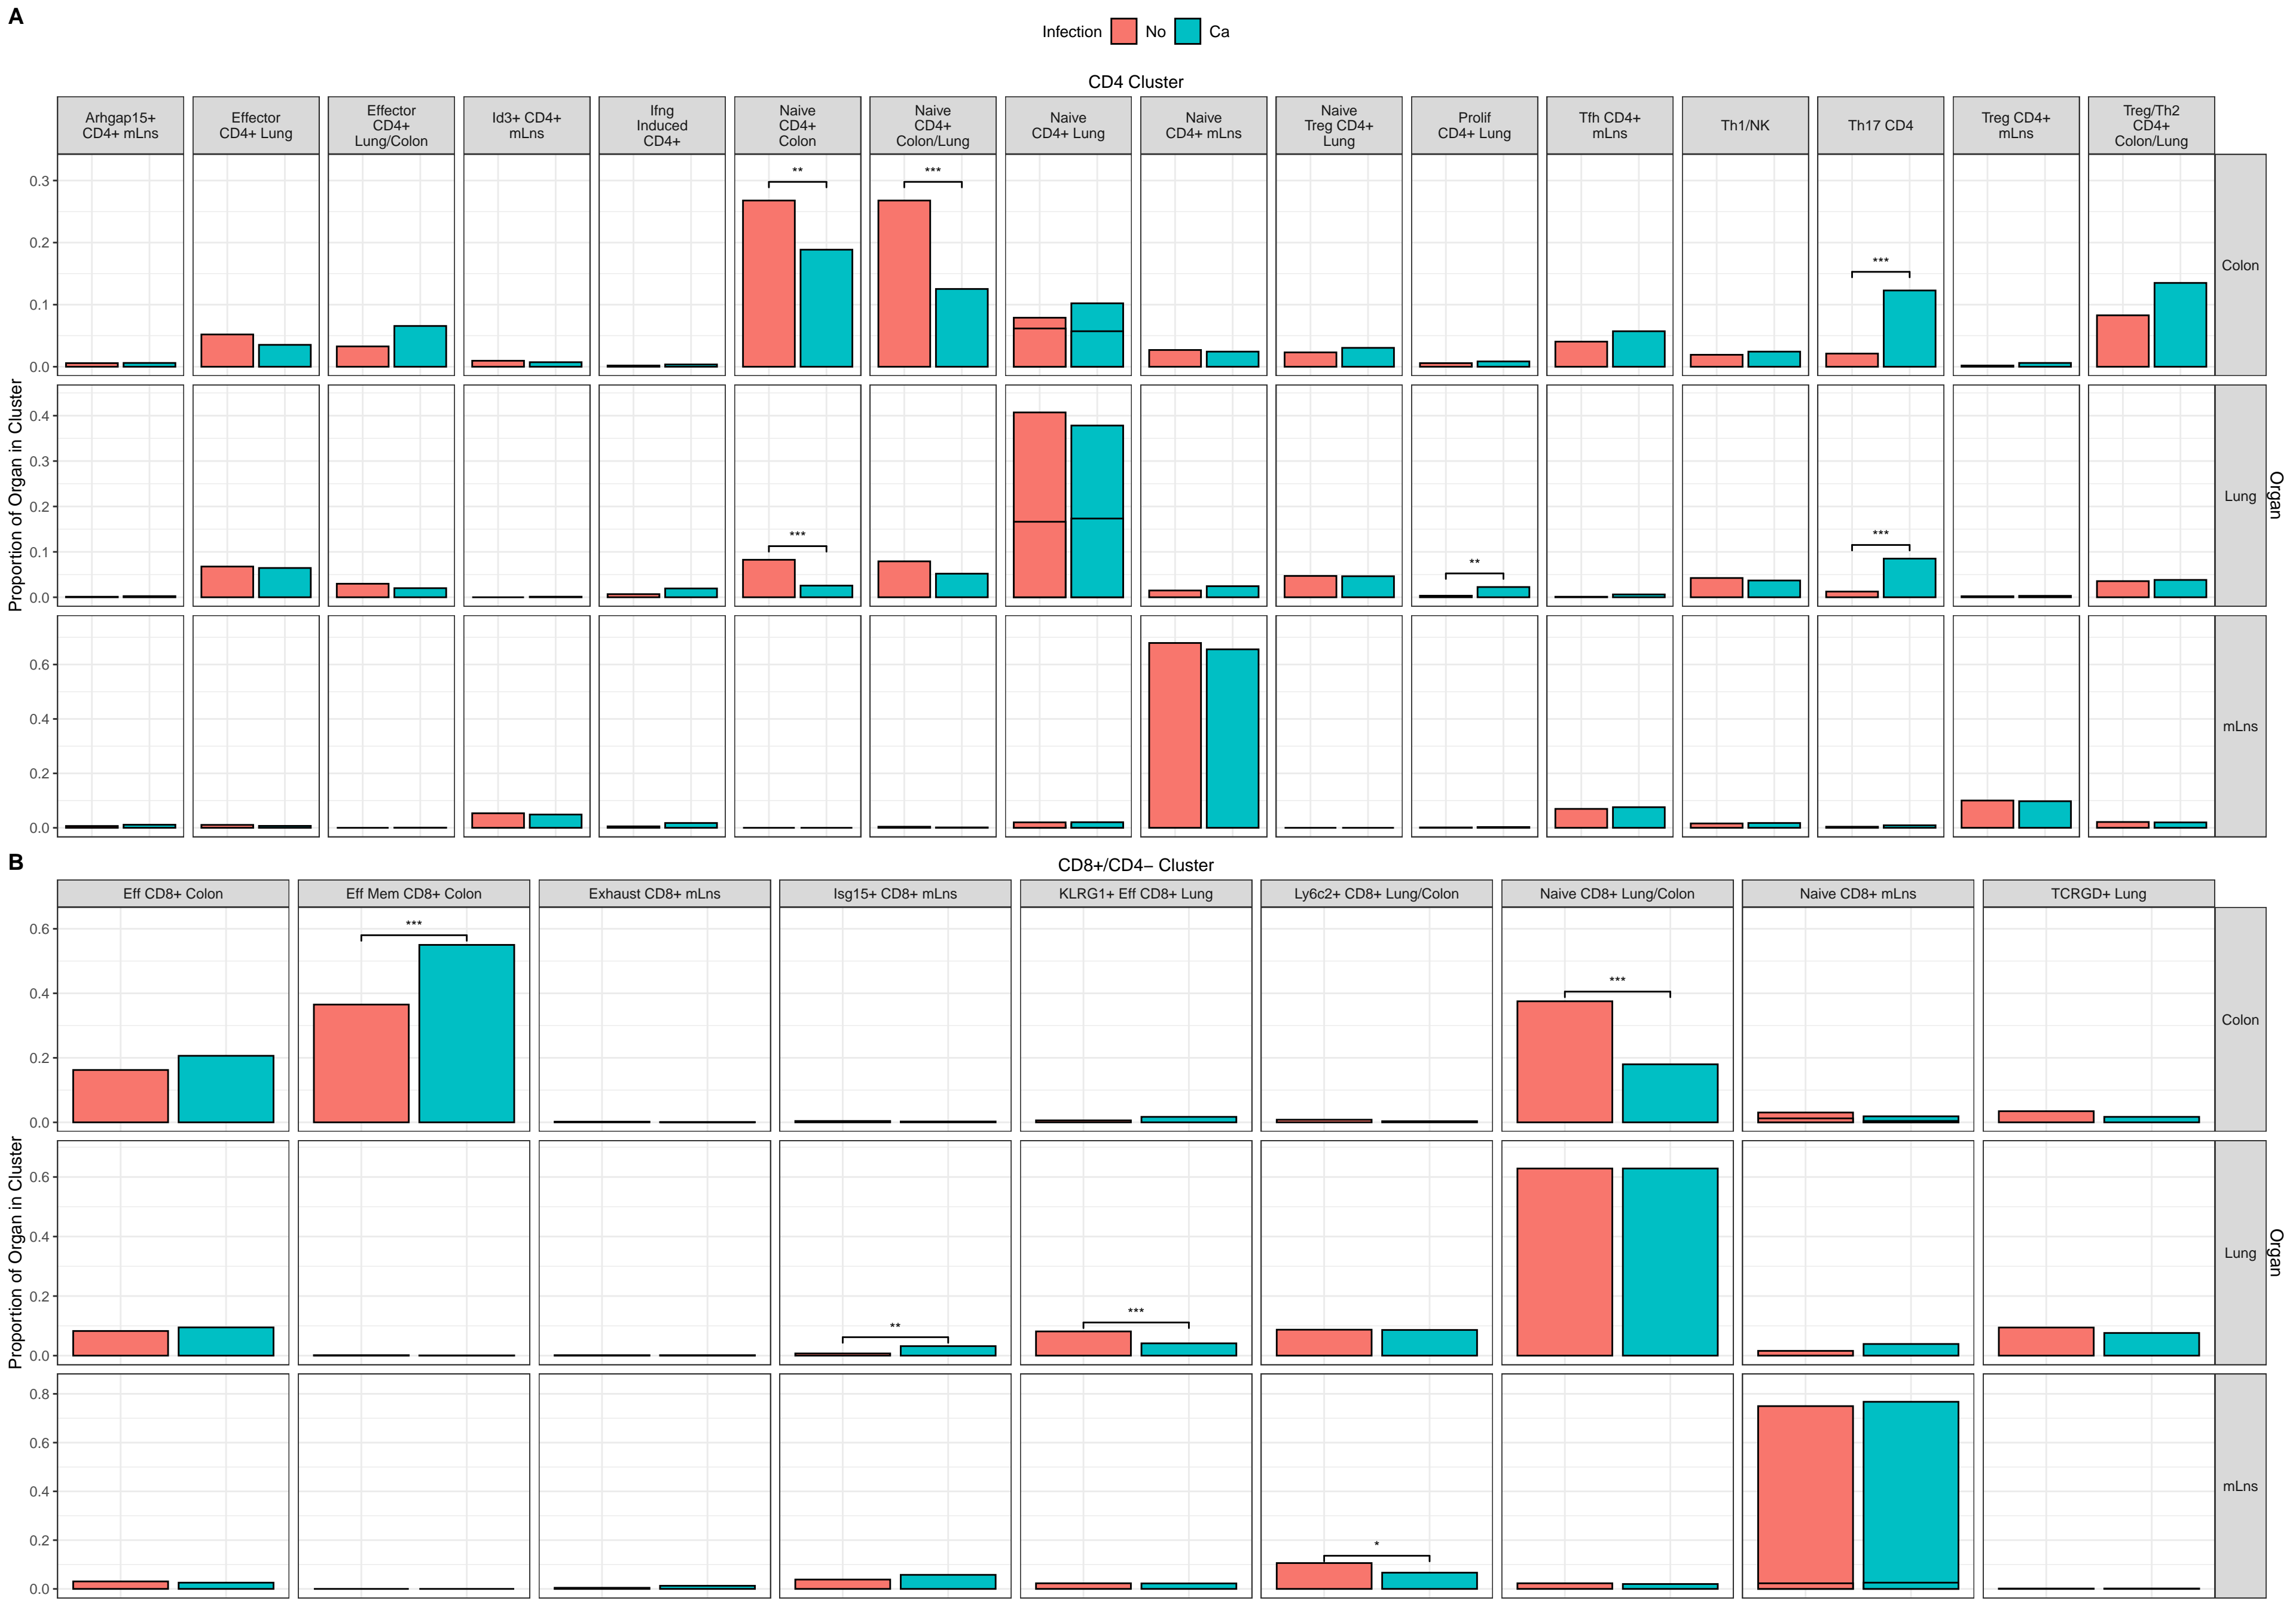 A
Infection No Ca
CD4 Cluster
Arhgap15+
CD4+ mLns
Effector
CD4+ Lung
Effector
CD4+
Lung/Colon
Id3+ CD4+
mLns
Ifng
Induced
CD4+
Naive
CD4+
Colon
Naive
CD4+
Colon/Lung
Naive
CD4+ Lung
Naive
CD4+ mLns
Naive
Treg CD4+
Lung
Prolif
CD4+ Lung
Tfh CD4+
mLns
Th1/NK
Th17 CD4
Treg CD4+
mLns
Treg/Th2
CD4+
Colon/Lung
0.3
0.2
0.1
0.0
**
***
***
Colon
0.4
0.3
0.2
0.1
0.0
***
**
***
Lung
0.6
0.4
0.2
0.0
mLns
Proportion of Organ in Cluster
Organ
B
CD8+/CD4− Cluster
Eff CD8+ Colon
Eff Mem CD8+ Colon
Exhaust CD8+ mLns
Isg15+ CD8+ mLns
KLRG1+ Eff CD8+ Lung
Ly6c2+ CD8+ Lung/Colon
Naive CD8+ Lung/Colon
Naive CD8+ mLns
TCRGD+ Lung
0.6
0.4
0.2
0.0
***
***
Colon
0.6
0.4
0.2
0.0
**
***
Lung
0.8
0.6
0.4
0.2
0.0
*
mLns
Proportion of Organ in Cluster
Organ